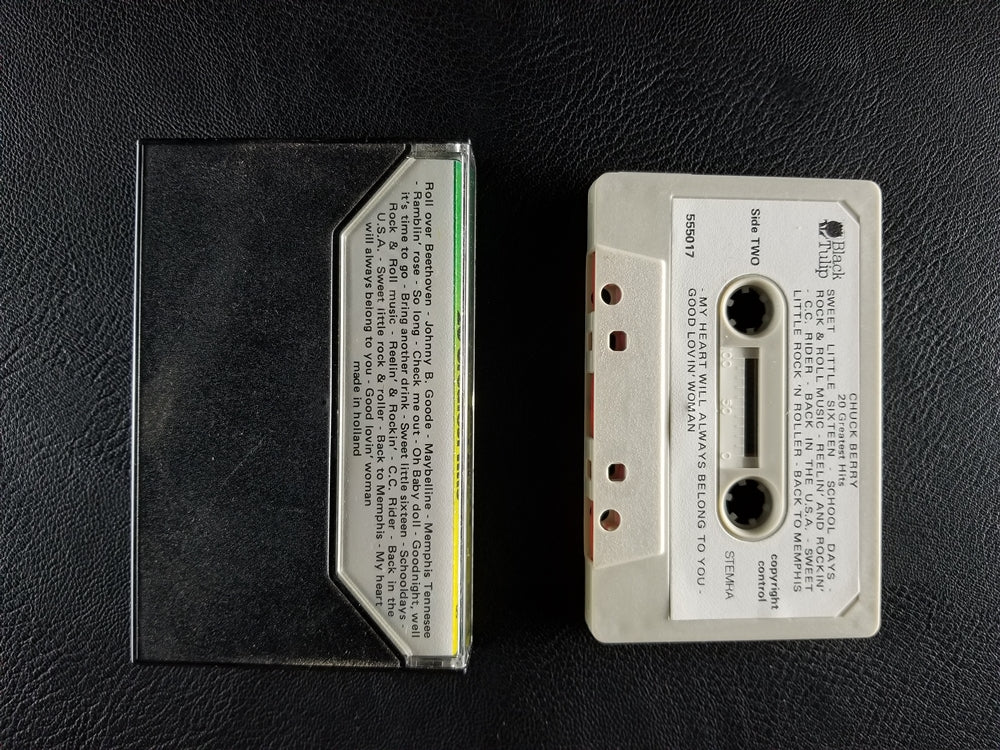 Roll over Beethoven - Johnny B. Goode - Maybelline - Memphis Tennesee
- Ramblin' rose - So long - Check me out - Oh Baby doll - Goodnight, well
it's time to go - Bring another drink - Sweet little sixteen - Schooldays -
Rock & Roll music - Reelin' & Rockin' - C.C. Rider - Back in the
U.S.A. - Sweet little rock & roller - Back to Memphis - My heart
will always belong to you - Good lovin' woman
made in holland
CHUCK BERRY
20 Greatest Hits
Black
Tulip
SWEET LITTLE SIXTEEN - SCHOOL DAYS -
ROCK & ROLL MUSIC - REELIN' AND ROCKIN'
- C.C. RIDER - BACK IN THE U.S.A. - SWEET
LITTLE ROCK 'N ROLLER - BACK TO MEMPHIS
Side TWO
copyright
control
100 50 0
STEMRA
- MY HEART WILL ALWAYS BELONG TO YOU -
GOOD LOVIN' WOMAN
555017